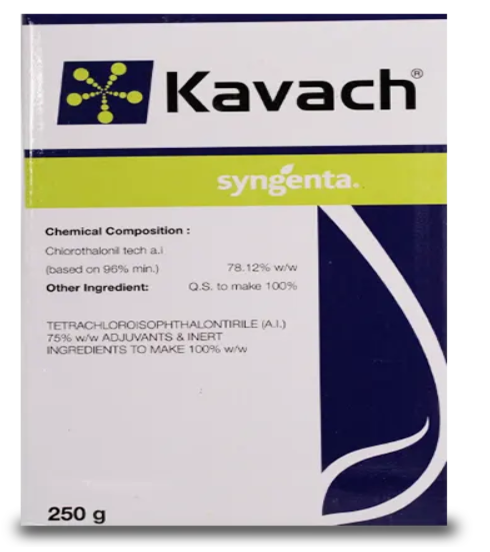 Kavach®
syngenta.
Chemical Composition :
Chlorothalonil tech a.i
(based on 96% min.) 78.12% w/w
Other Ingredient: Q.S. to make 100%
TETRACHLOROISOPHTHALONTIRILE (A.I.)
75% w/w ADJUVANTS & INERT
INGREDIENTS TO MAKE 100% w/w
250 g